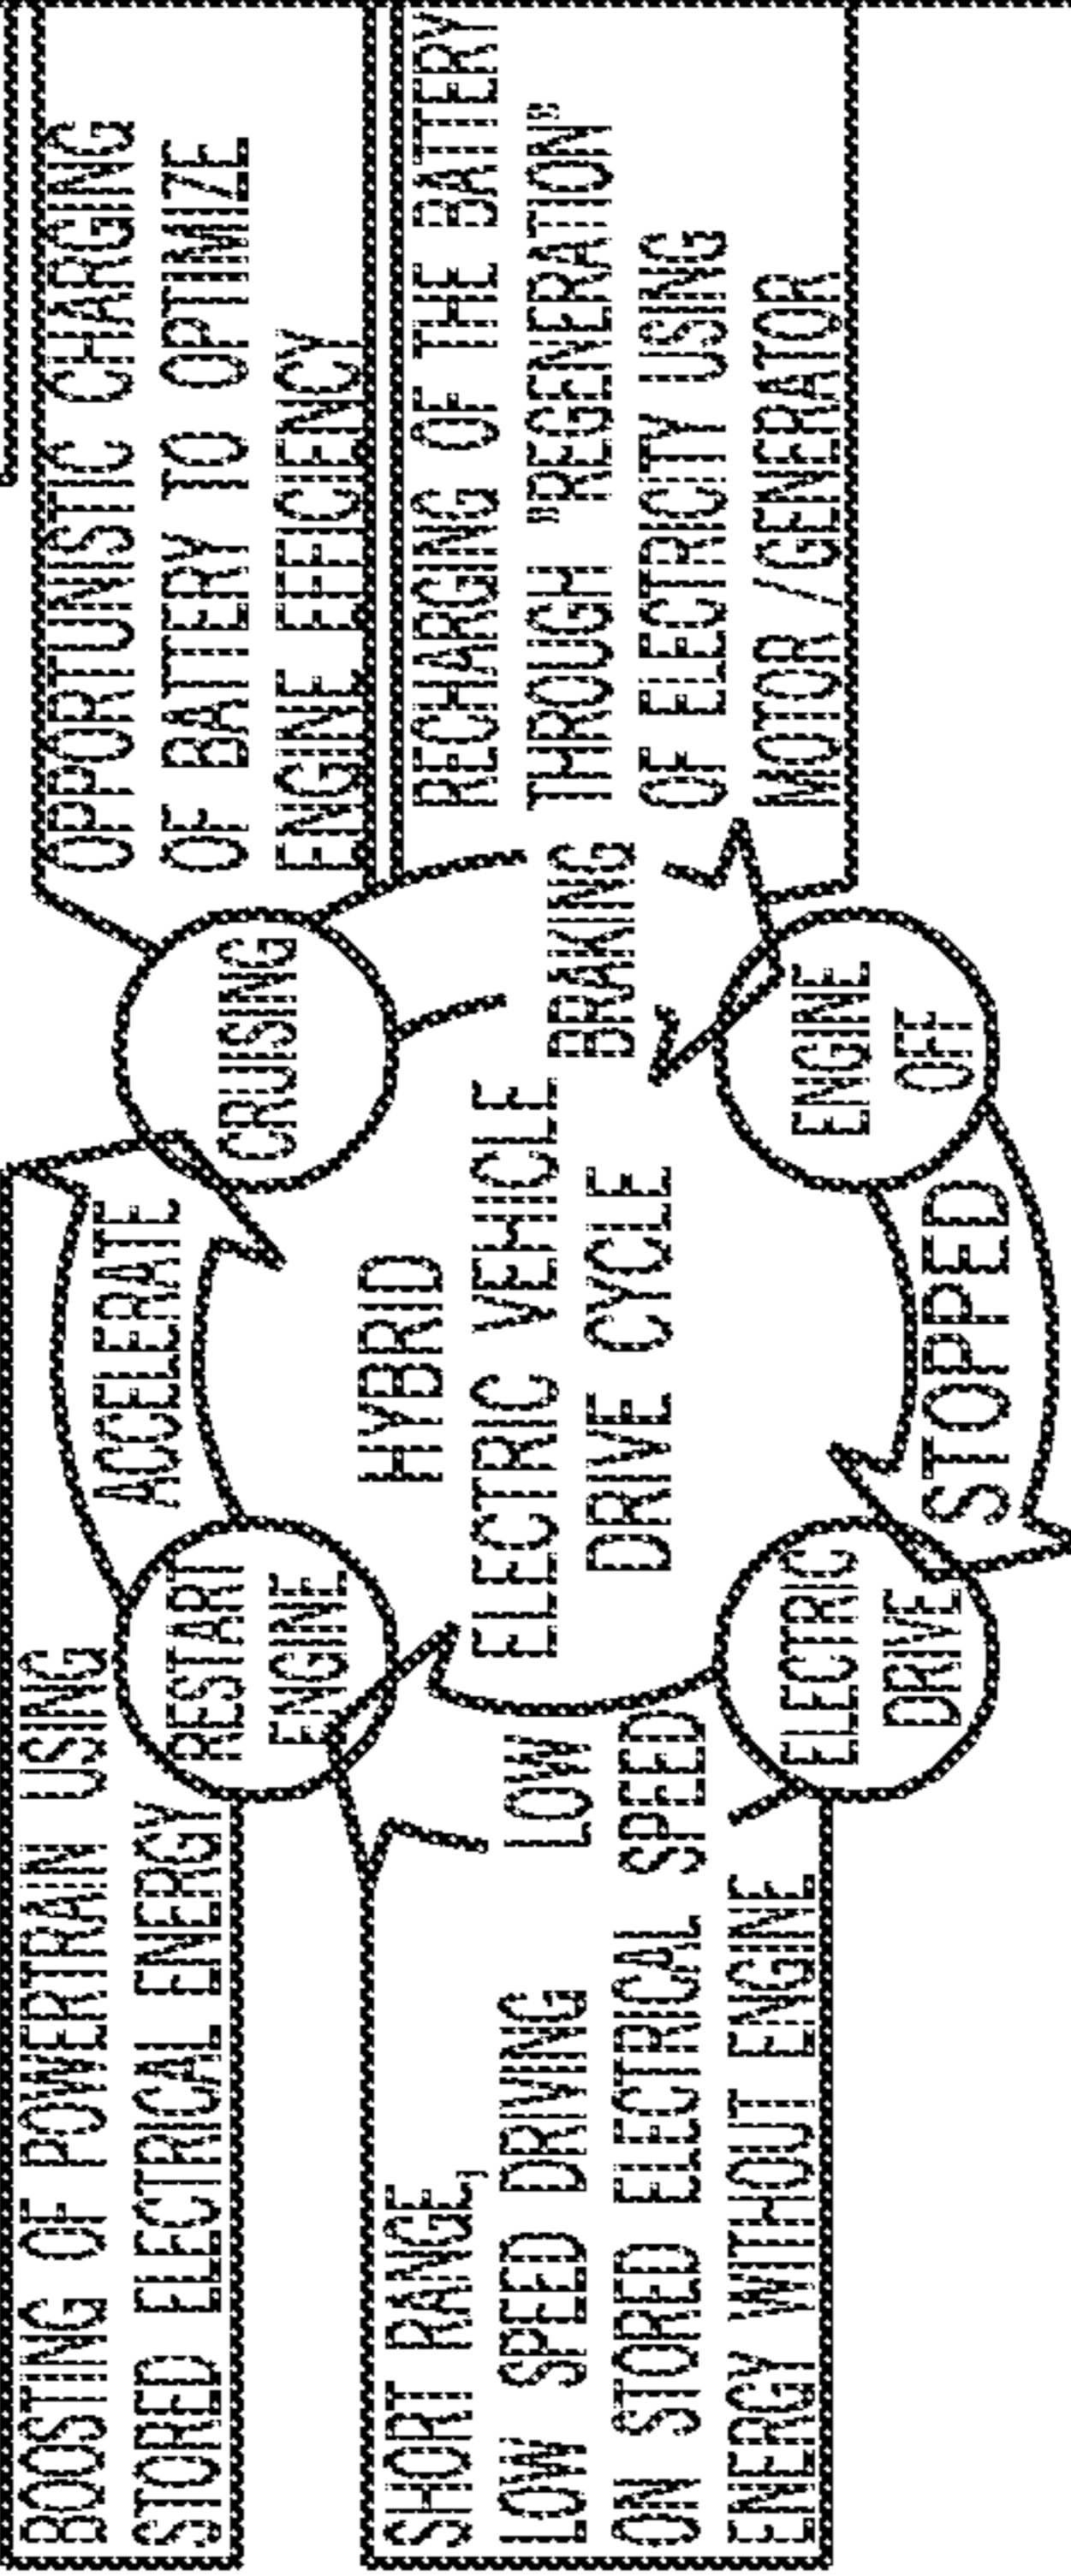 BOOSTING OF POWERTRAIN USING
STORED ELECTRICAL ENERGY
ACCELERATE
OPPORTUNISTIC CHARGING
OF BATTERY TO OPTIMIZE
ENGINE EFFICIENCY
RESTART
ENGINE
CRUISING
SHORT RANGE,
LOW SPEED DRIVING
ON STORED ELECTRICAL
ENERGY WITHOUT ENGINE
LOW
SPEED
HYBRID
ELECTRIC VEHICLE
DRIVE CYCLE
BRAKING
RECHARGING OF THE BATTERY
THROUGH "REGENERATION"
OF ELECTRICITY USING
MOTOR/GENERATOR
ELECTRIC
DRIVE
ENGINE
OFF
STOPPED